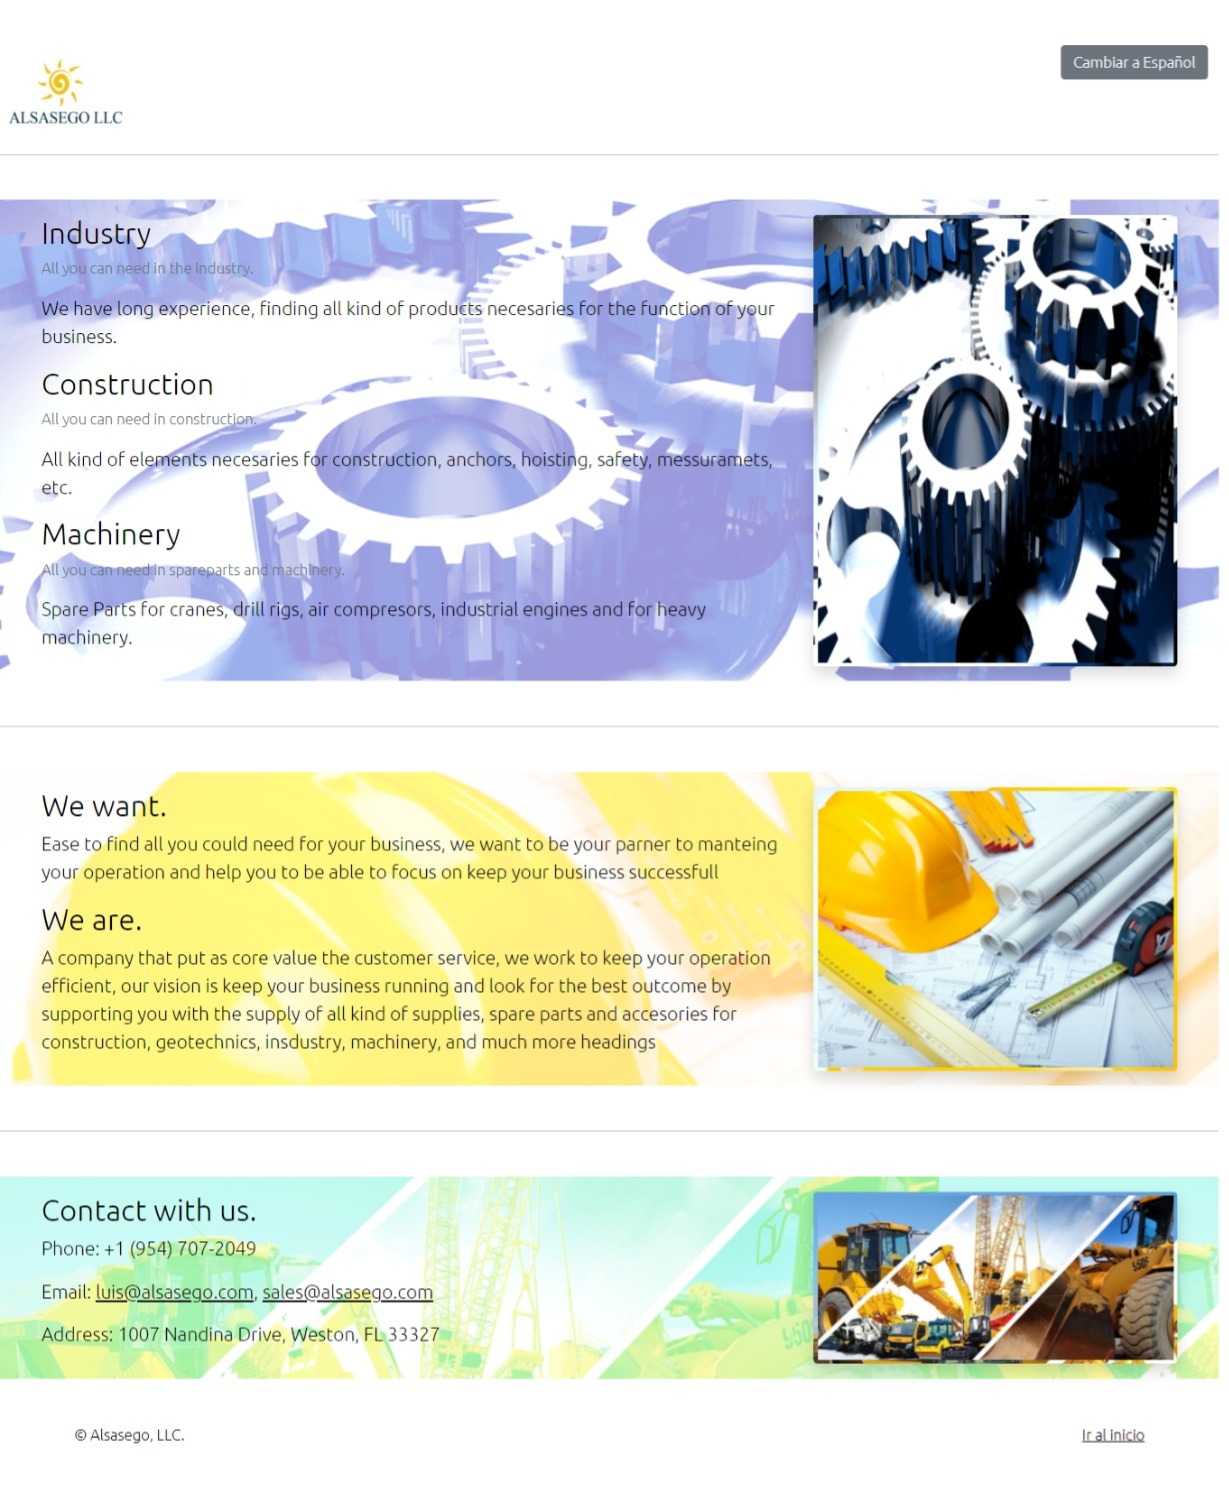 Cambiar a Español
ALSASEGO LLC
Industry
All you can need in the industry.
We have long experience, finding all kind of products necesaries for the function of your
business.
Construction
All you can need in construction.
All kind of elements necesaries for construction, anchors, hoisting, safety, messuramets,
etc.
Machinery
All you can need in spareparts and machinery.
Spare Parts for cranes, drill rigs, air compresors, industrial engines and for heavy
machinery.
We want.
Ease to find all you could need for your business, we want to be your parner to manteing
your operation and help you to be able to focus on keep your business successfull
We are.
A company that put as core value the customer service, we work to keep your operation
efficient, our vision is keep your business running and look for the best outcome by
supporting you with the supply of all kind of supplies, spare parts and accesories for
construction, geotechnics, insdustry, machinery, and much more headings
Contact with us.
Phone: +1 (954) 707-2049
Email: luis@alsasego.com, sales@alsasego.com
Address: 1007 Nandina Drive, Weston, FL 33327
© Alsasego, LLC.
Ir al inicio